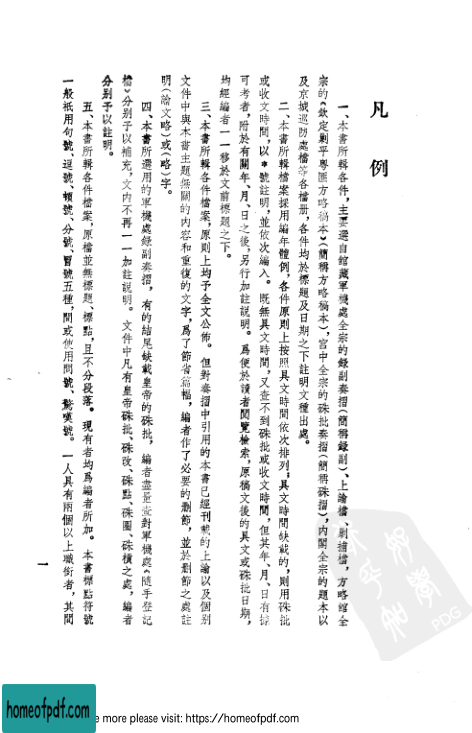 凡例
一、本書所輯各件，主要選自館藏軍機處全宗的錄副奏摺（簡稱錄副）、上諭檔、剿捕檔，方略館全
宗的《欽定剿平粵匪方略稿本》（簡稱方略稿本），宮中全宗的硃批奏摺（簡稱硃摺），內閣全宗的題本以
及京城巡防處檔等各檔册，各件均於標題及日期之下註明文種出處。
二、本書所輯檔案採用編年體例，各件原則上按照具文時間依次排列；具文時間缺載的，則用硃批
或收文時間，以＊號註明，並依次編入。既無具文時間，又查不到硃批或收文時間，但其年、月、日有據
可考者，附於有關年、月、日之後，另行加註說明。爲便於讀者閱覽檢索，原稿文後的具文或硃批日期，
均經編者一一移於文前標題之下。
三、本書所輯各件檔案，原則上均予全文公佈。但對奏摺中引用的本書已經刊載的上諭以及個別
文件中與本書主題無關的內容和重復的文字，爲了節省篇幅，編者作了必要的刪節，並於刪節之處註
明（諭文略）或（略）字。
四、本書所選用的軍機處錄副奏摺，有的結尾缺載皇帝的硃批，編者盡量查對軍機處《隨手登記
檔》分別予以補充，文內不再一一加註說明。文件中凡有皇帝硃批、硃改、硃點、硃圈、硃橫之處，編者
分別予以註明。
五、本書所輯各件檔案，原檔並無標題、標點，且不分段落。現有者均爲編者所加。本書標點符號
一般祇用句號、逗號、頓號、分號、冒號五種，間或使用問號、驚嘆號。一人具有兩個以上職銜者，其間
一
PDG
homeofpdf.com
e more please visit: https://homeofpdf.com